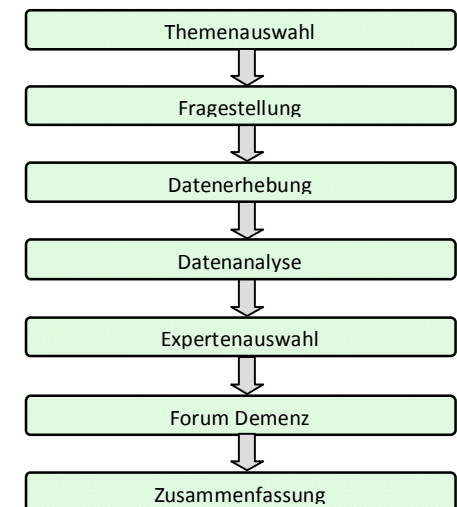 Themenauswahl
Fragestellung
Datenerhebung
Datenanalyse
Expertenauswahl
Forum Demenz
Zusammenfassung